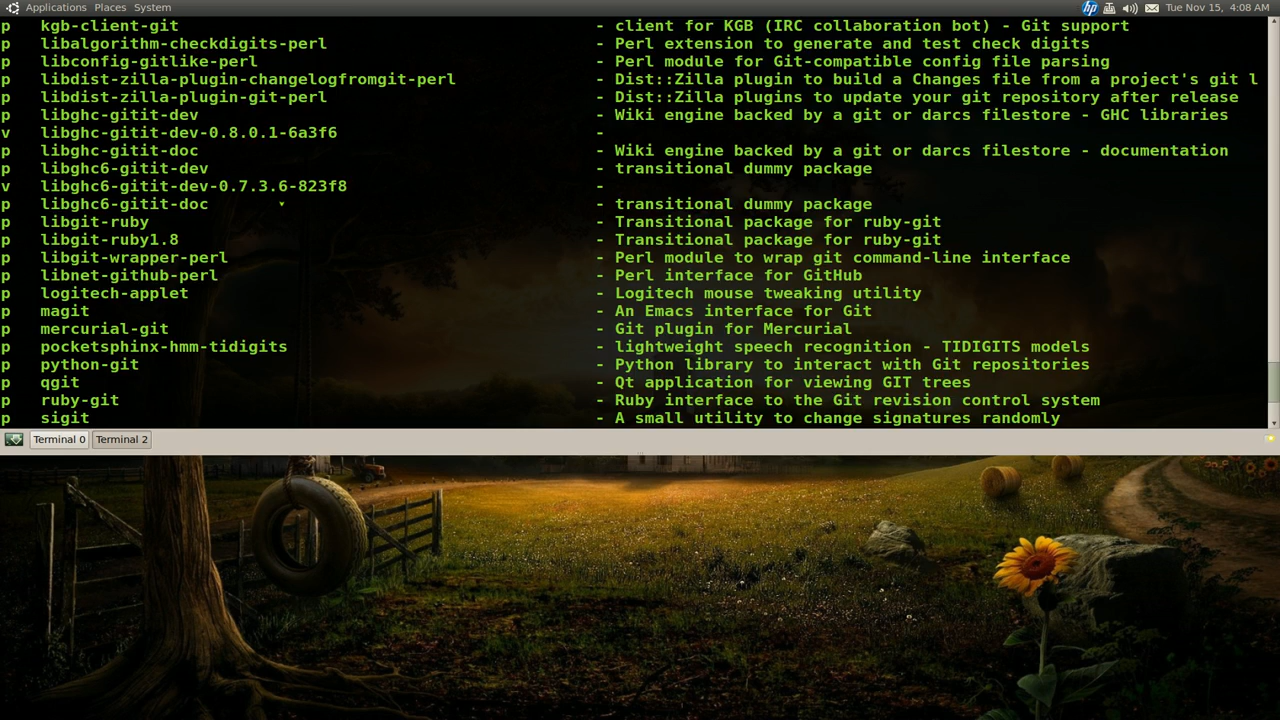 Applications Places System hp Tue Nov 15, 4:08 AM
p kgb-client-git - client for KGB (IRC collaboration bot) - Git support
p libalgorithm-checkdigits-perl - Perl extension to generate and test check digits
p libconfig-gitlike-perl - Perl module for Git-compatible config file parsing
p libdist-zilla-plugin-changelogfromgit-perl - Dist::Zilla plugin to build a Changes file from a project's git l
p libdist-zilla-plugin-git-perl - Dist::Zilla plugins to update your git repository after release
p libghc-gitit-dev - Wiki engine backed by a git or darcs filestore - GHC libraries
v libghc-gitit-dev-0.8.0.1-6a3f6 -
p libghc-gitit-doc - Wiki engine backed by a git or darcs filestore - documentation
p libghc6-gitit-dev - transitional dummy package
v libghc6-gitit-dev-0.7.3.6-823f8 -
p libghc6-gitit-doc - transitional dummy package
p libgit-ruby - Transitional package for ruby-git
p libgit-ruby1.8 - Transitional package for ruby-git
p libgit-wrapper-perl - Perl module to wrap git command-line interface
p libnet-github-perl - Perl interface for GitHub
p logitech-applet - Logitech mouse tweaking utility
p magit - An Emacs interface for Git
p mercurial-git - Git plugin for Mercurial
p pocketsphinx-hmm-tidigits - lightweight speech recognition - TIDIGITS models
p python-git - Python library to interact with Git repositories
p qgit - Qt application for viewing GIT trees
p ruby-git - Ruby interface to the Git revision control system
p sigit - A small utility to change signatures randomly
Terminal 0 Terminal 2